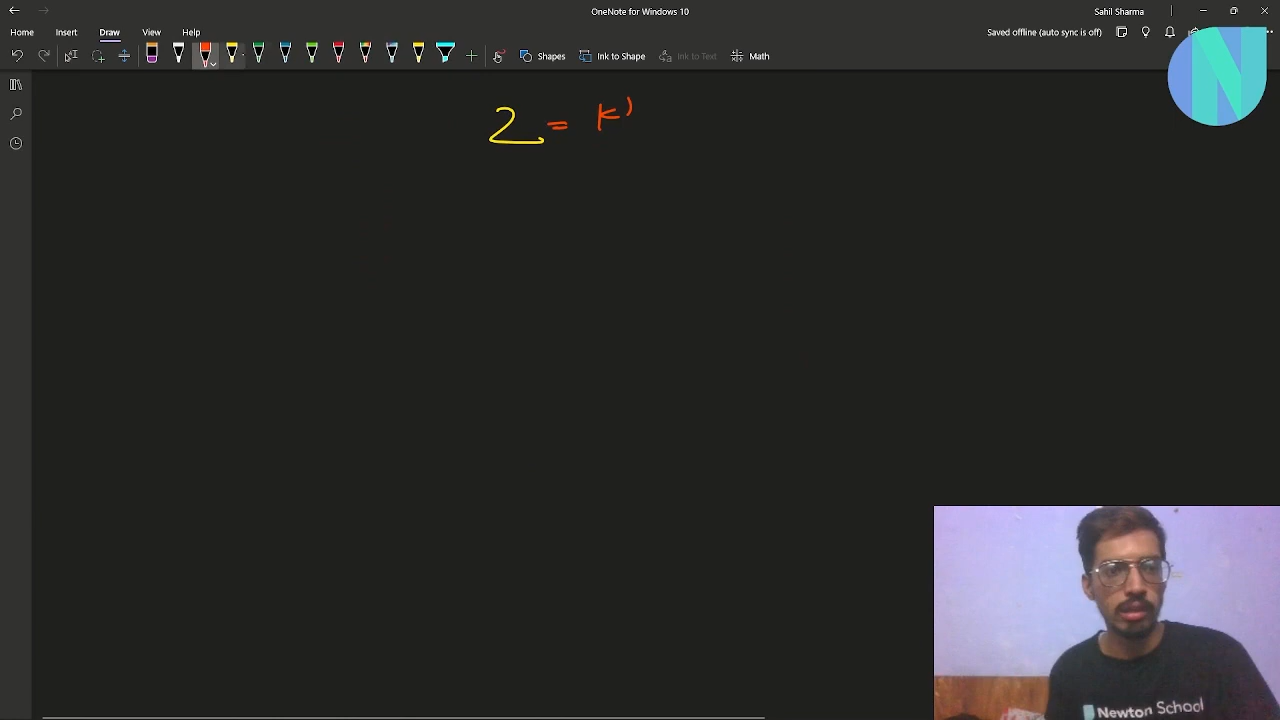 OneNote for Windows 10
Sahil Sharma
Home Insert Draw View Help
Saved offline (auto sync is off)
Shapes Ink to Shape Ink to Text Math
2 = k)
Newton School